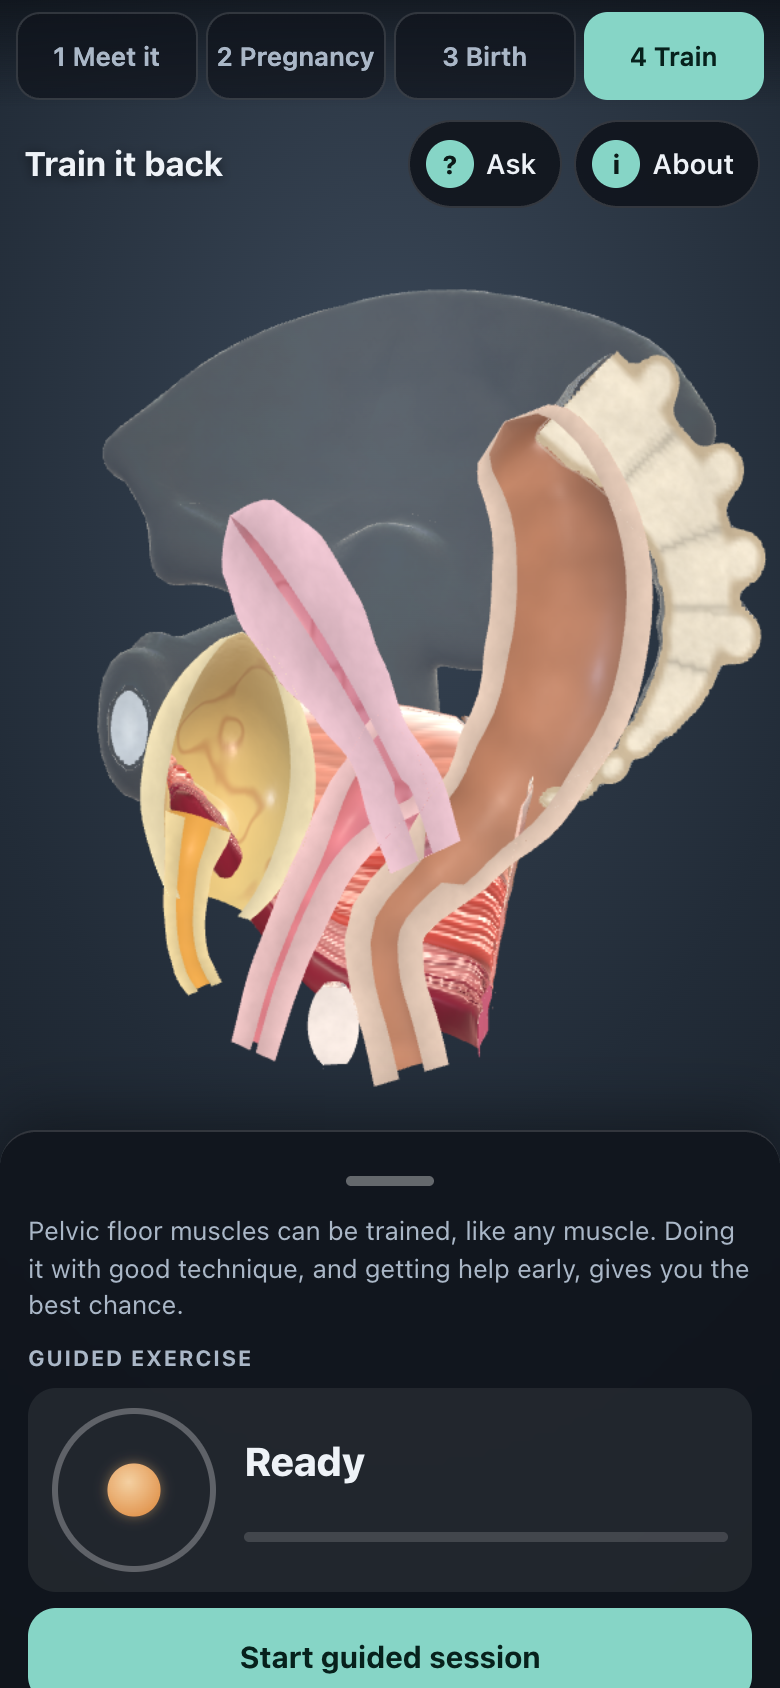 1 Meet it
2 Pregnancy
3 Birth
4 Train
Train it back
? Ask
i About
Pelvic floor muscles can be trained, like any muscle. Doing
it with good technique, and getting help early, gives you the
best chance.
GUIDED EXERCISE
Ready
Start guided session